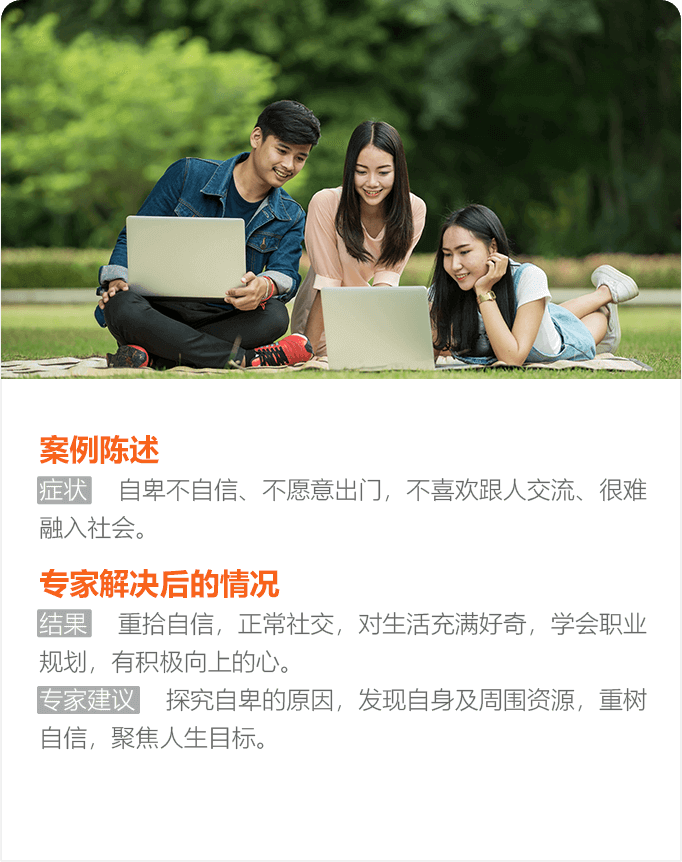 案例陈述
症状 自卑不自信、不愿意出门，不喜欢跟人交流、很难
融入社会。
专家解决后的情况
结果 重拾自信，正常社交，对生活充满好奇，学会职业
规划，有积极向上的心。
专家建议 探究自卑的原因，发现自身及周围资源，重树
自信，聚焦人生目标。